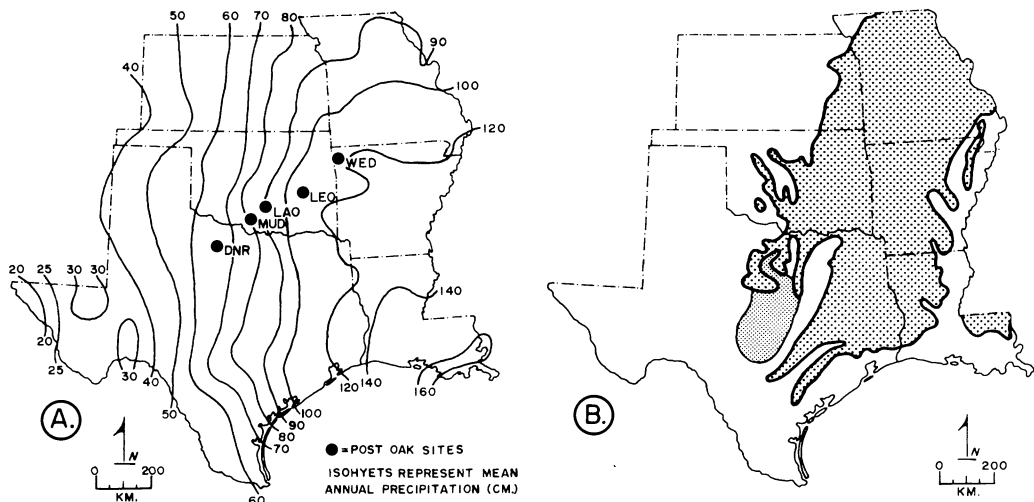 50
60
70
80
90
40
100
120
WED
LEO
LAO
MUD
DNR
20
25
30
30
140
20
25
30
40
50
120
140
160
100
90
80
70
60
A.
N
0 200
KM.
● = POST OAK SITES
ISOHYETS REPRESENT MEAN
ANNUAL PRECIPITATION (CM.)
B.
N
0 200
KM.